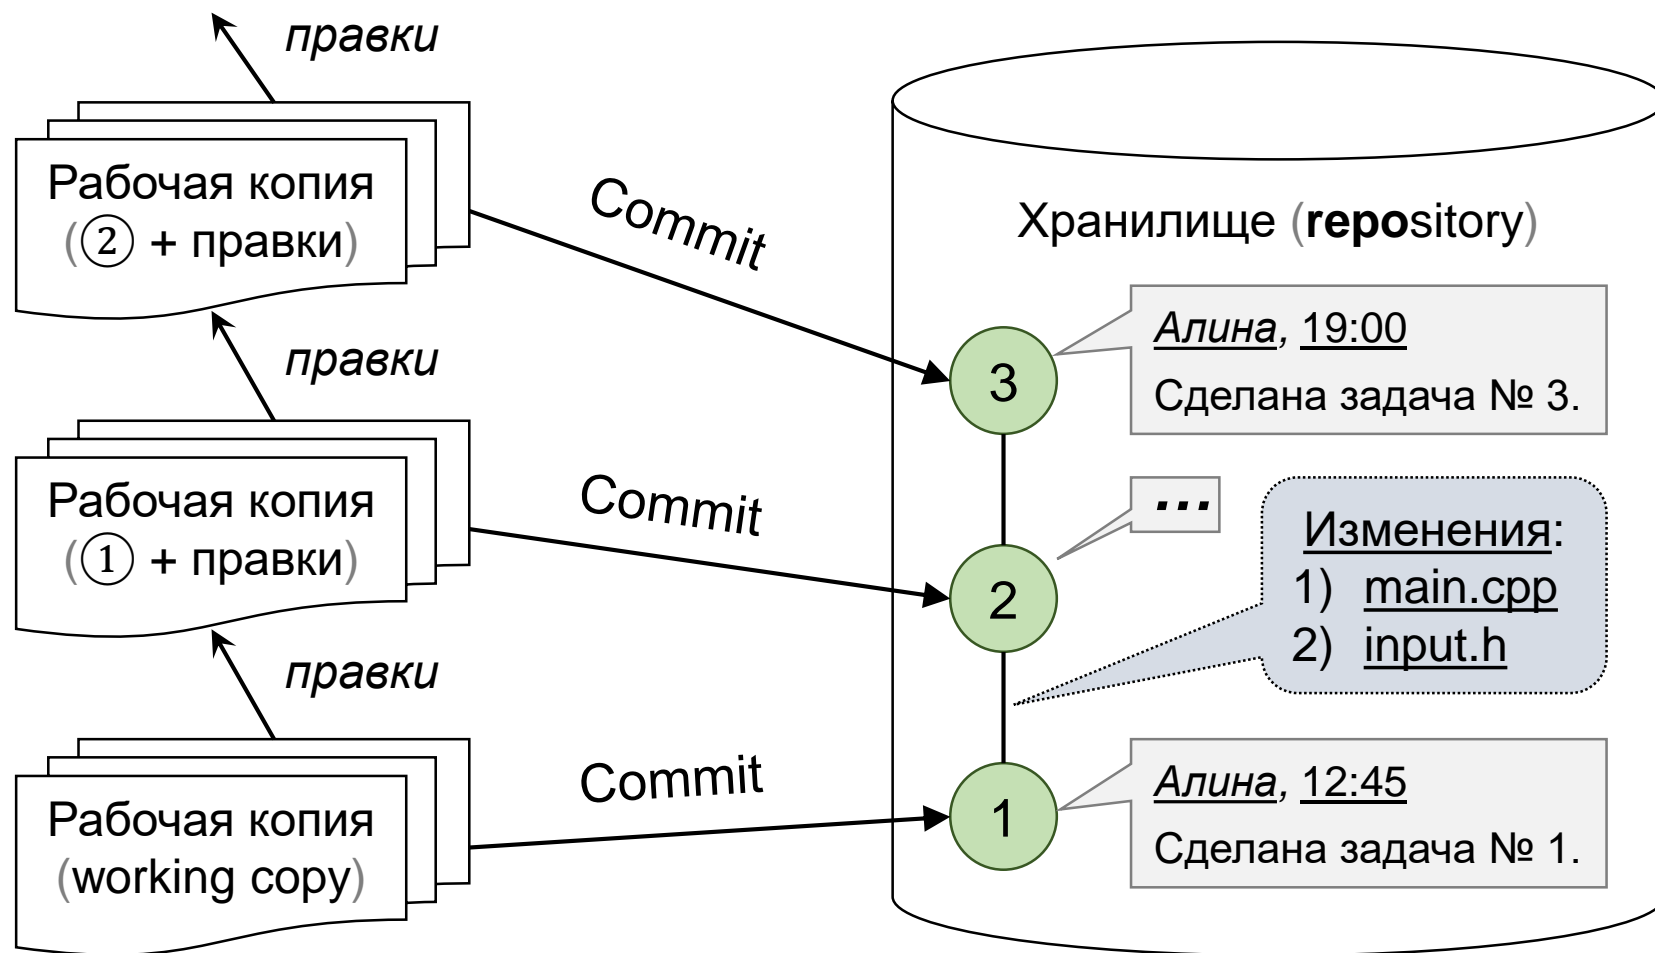 правки
Рабочая копия
(② + правки)
Commit
Хранилище (repository)
3
Алина, 19:00
Сделана задача № 3.
правки
Рабочая копия
(① + правки)
Commit
...
2
Изменения:
1) main.cpp
2) input.h
правки
Рабочая копия
(working copy)
Commit
1
Алина, 12:45
Сделана задача № 1.